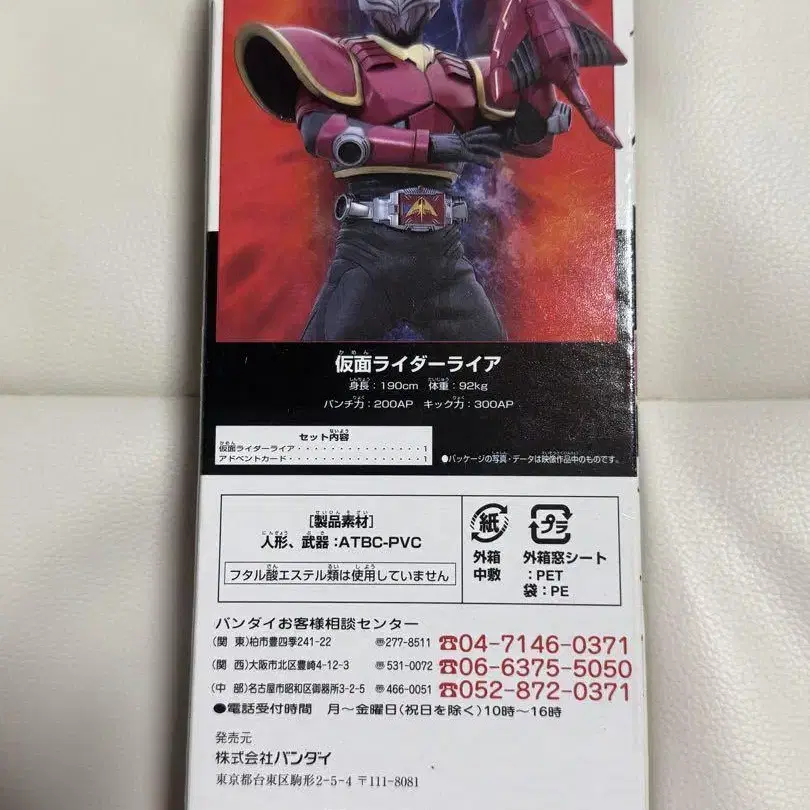 仮面ライダーライア
身長：190cm 体重：92kg
パンチ力：200AP キック力：300AP
セット内容
仮面ライダーライア・・・・・・・・・・・・・・・1
アドベントカード・・・・・・・・・・・・・・・・1
●パッケージの写真・データは映像作品中のものです。
[製品素材]
人形、武器：ATBC-PVC
フタル酸エステル類は使用していません
紙 プラ
外箱 外箱窓シート
中敷 ：PET
袋：PE
バンダイお客様相談センター
(関 東)柏市豊四季241-22 〠277-8511 ☎04-7146-0371
(関 西)大阪市北区豊崎4-12-3 〠531-0072 ☎06-6375-5050
(中 部)名古屋市昭和区御器所3-2-5 〠466-0051 ☎052-872-0371
●電話受付時間 月～金曜日(祝日を除く)10時～16時
発売元
株式会社バンダイ
東京都台東区駒形2-5-4 〒111-8081